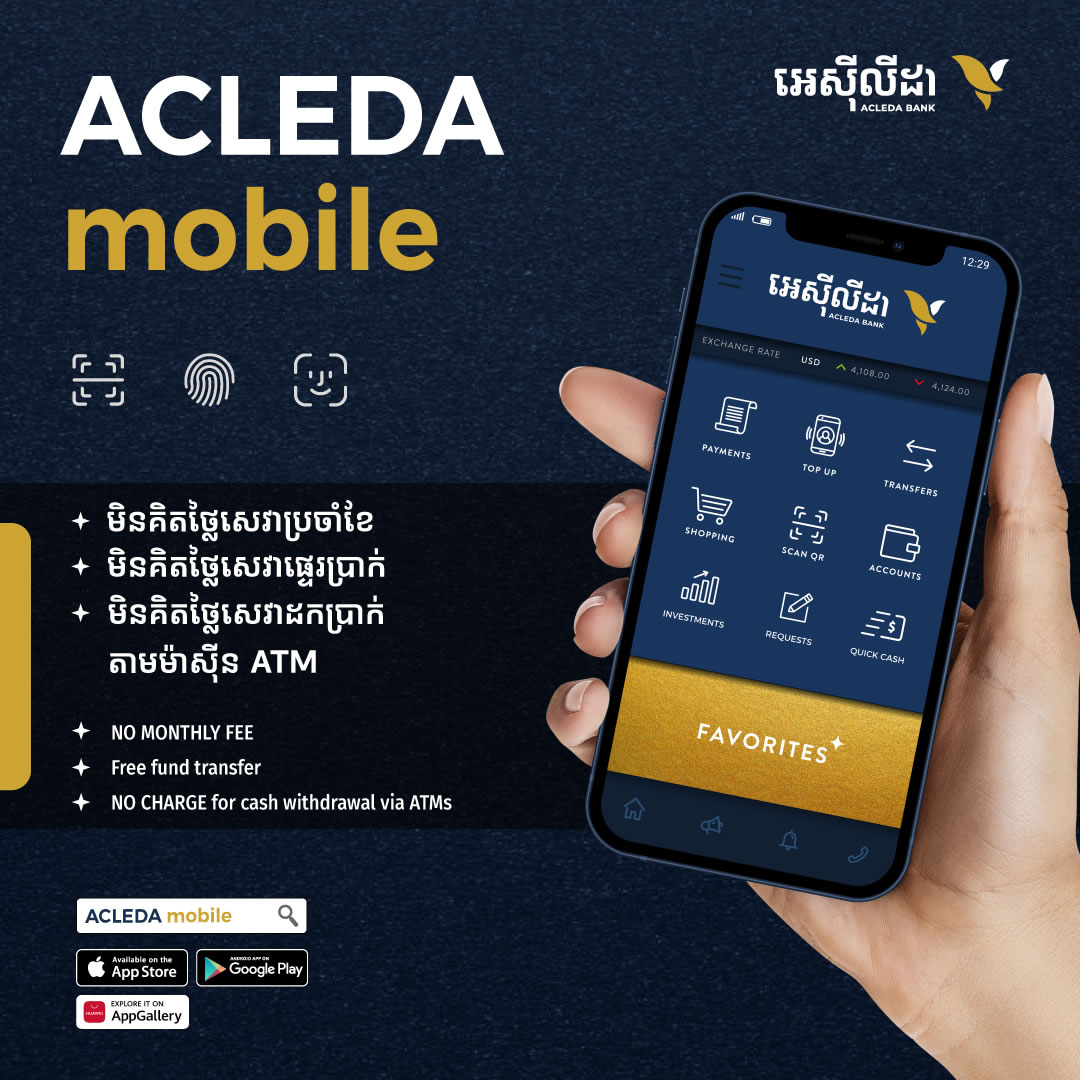 ACLEDA
mobile
អេស៊ីលីដា
ACLEDA BANK
មិនគិតថ្លៃសេវាប្រចាំខែ
មិនគិតថ្លៃសេវាផ្ទេរប្រាក់
មិនគិតថ្លៃសេវាដកប្រាក់
តាមម៉ាស៊ីន ATM
NO MONTHLY FEE
Free fund transfer
NO CHARGE for cash withdrawal via ATMs
ACLEDA mobile
Available on the
App Store
ANDROID APP ON
Google Play
HUAWEI
EXPLORE IT ON
AppGallery
12:29
អេស៊ីលីដា
ACLEDA BANK
EXCHANGE RATE USD 4,108.00 4,124.00
PAYMENTS TOP UP TRANSFERS
SHOPPING SCAN QR ACCOUNTS
INVESTMENTS REQUESTS QUICK CASH
FAVORITES